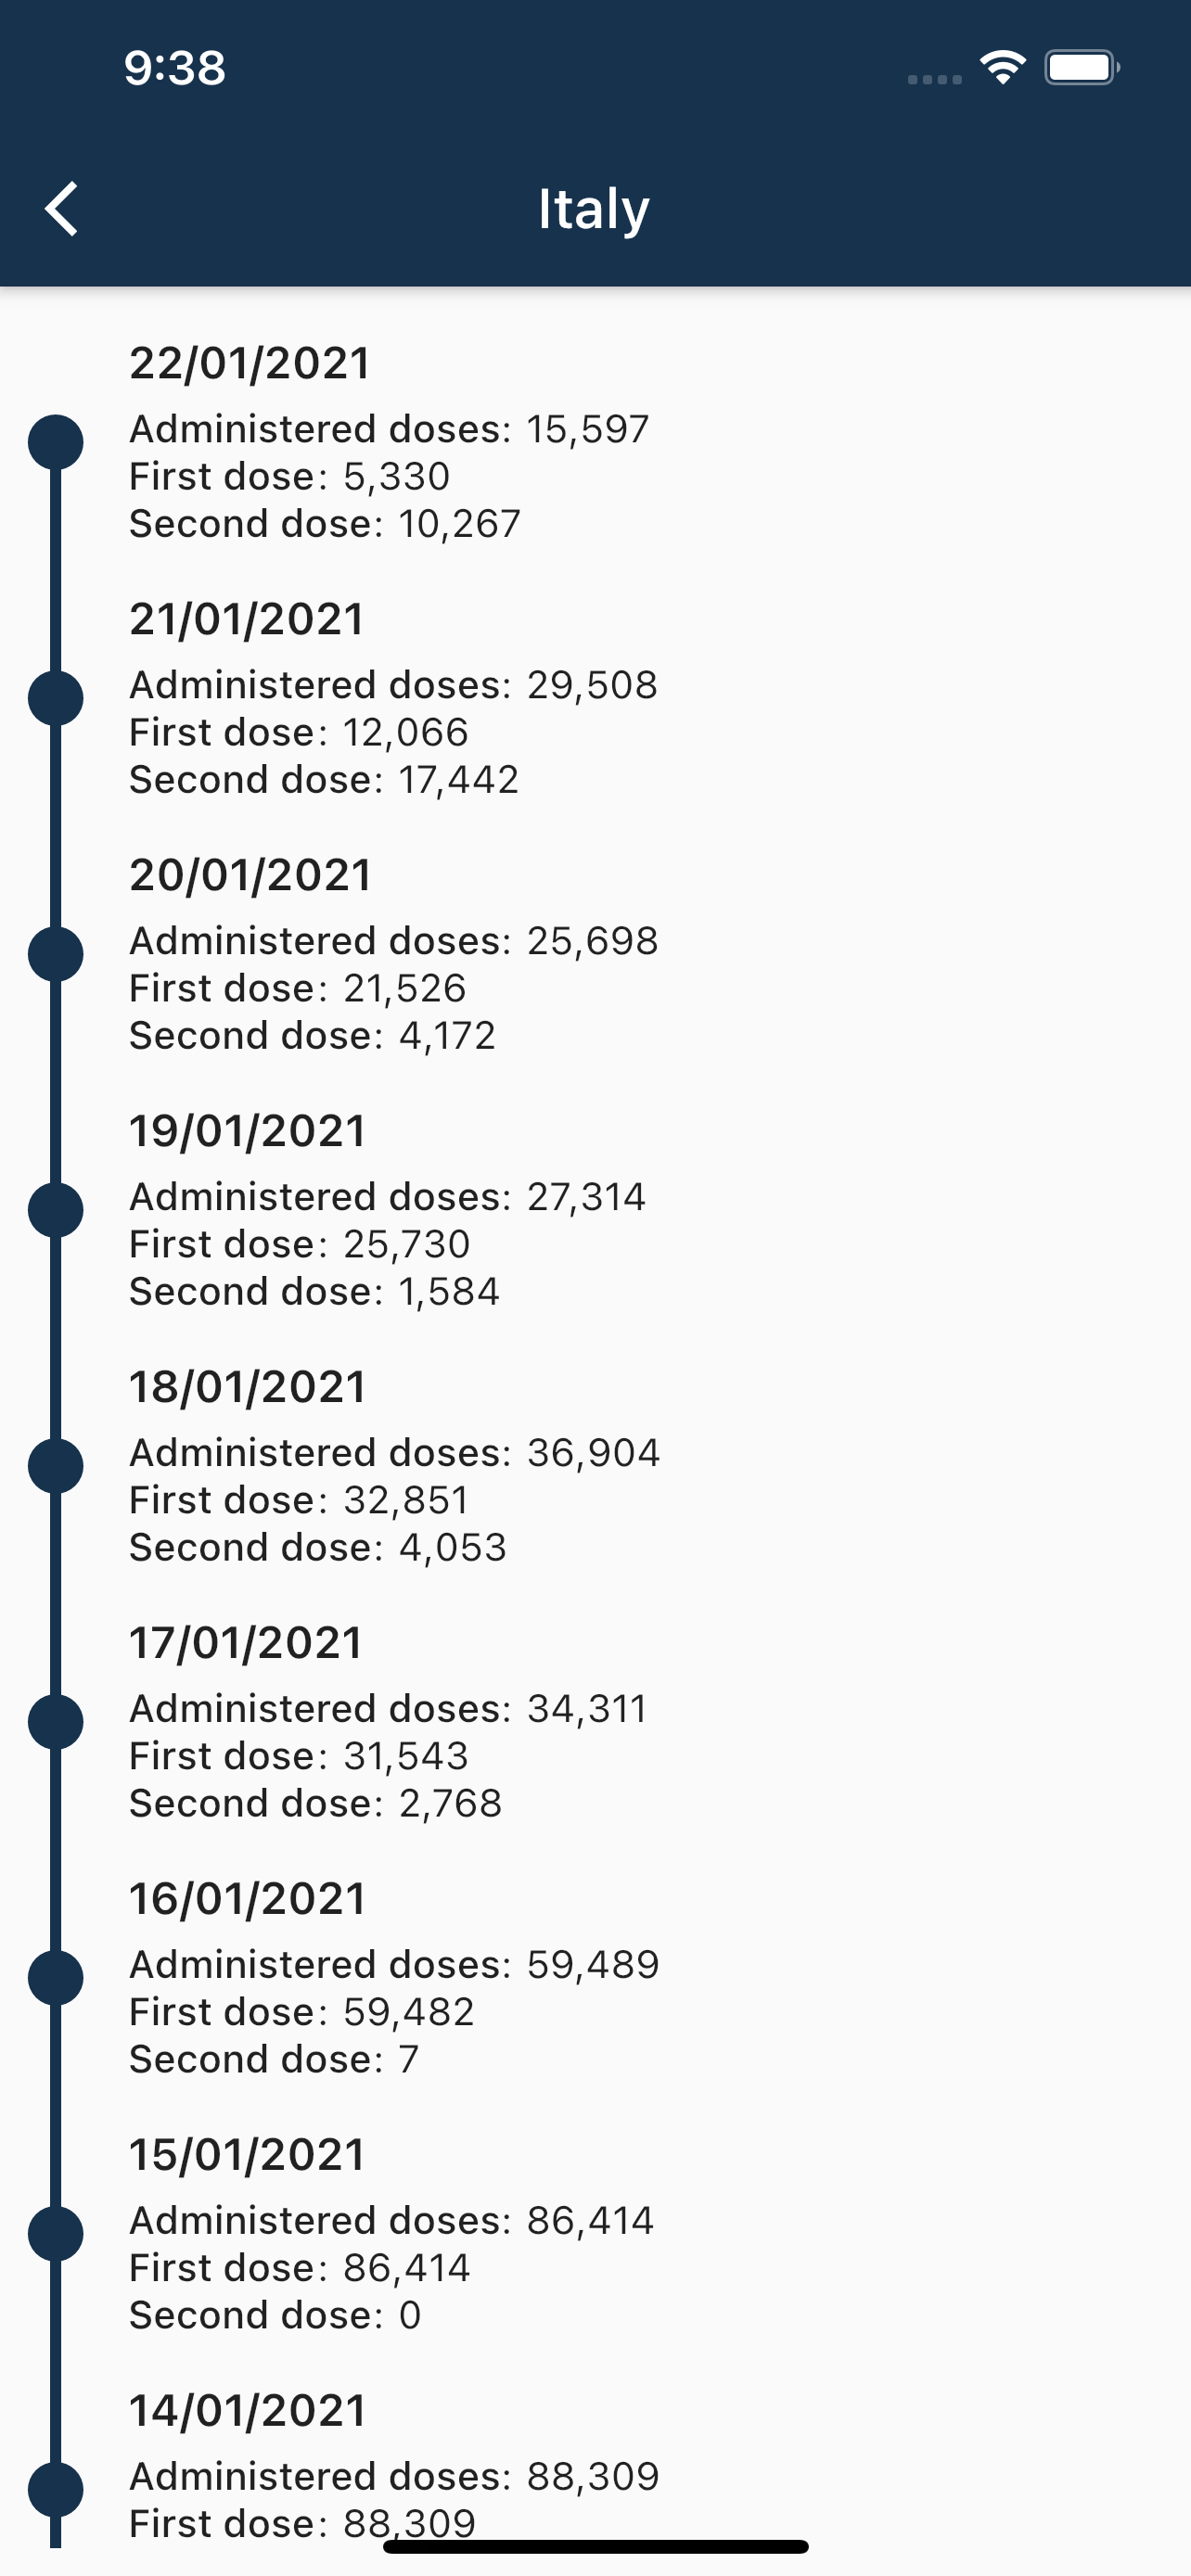 9:38
Italy
22/01/2021
Administered doses: 15,597
First dose: 5,330
Second dose: 10,267
21/01/2021
Administered doses: 29,508
First dose: 12,066
Second dose: 17,442
20/01/2021
Administered doses: 25,698
First dose: 21,526
Second dose: 4,172
19/01/2021
Administered doses: 27,314
First dose: 25,730
Second dose: 1,584
18/01/2021
Administered doses: 36,904
First dose: 32,851
Second dose: 4,053
17/01/2021
Administered doses: 34,311
First dose: 31,543
Second dose: 2,768
16/01/2021
Administered doses: 59,489
First dose: 59,482
Second dose: 7
15/01/2021
Administered doses: 86,414
First dose: 86,414
Second dose: 0
14/01/2021
Administered doses: 88,309
First dose: 88,309